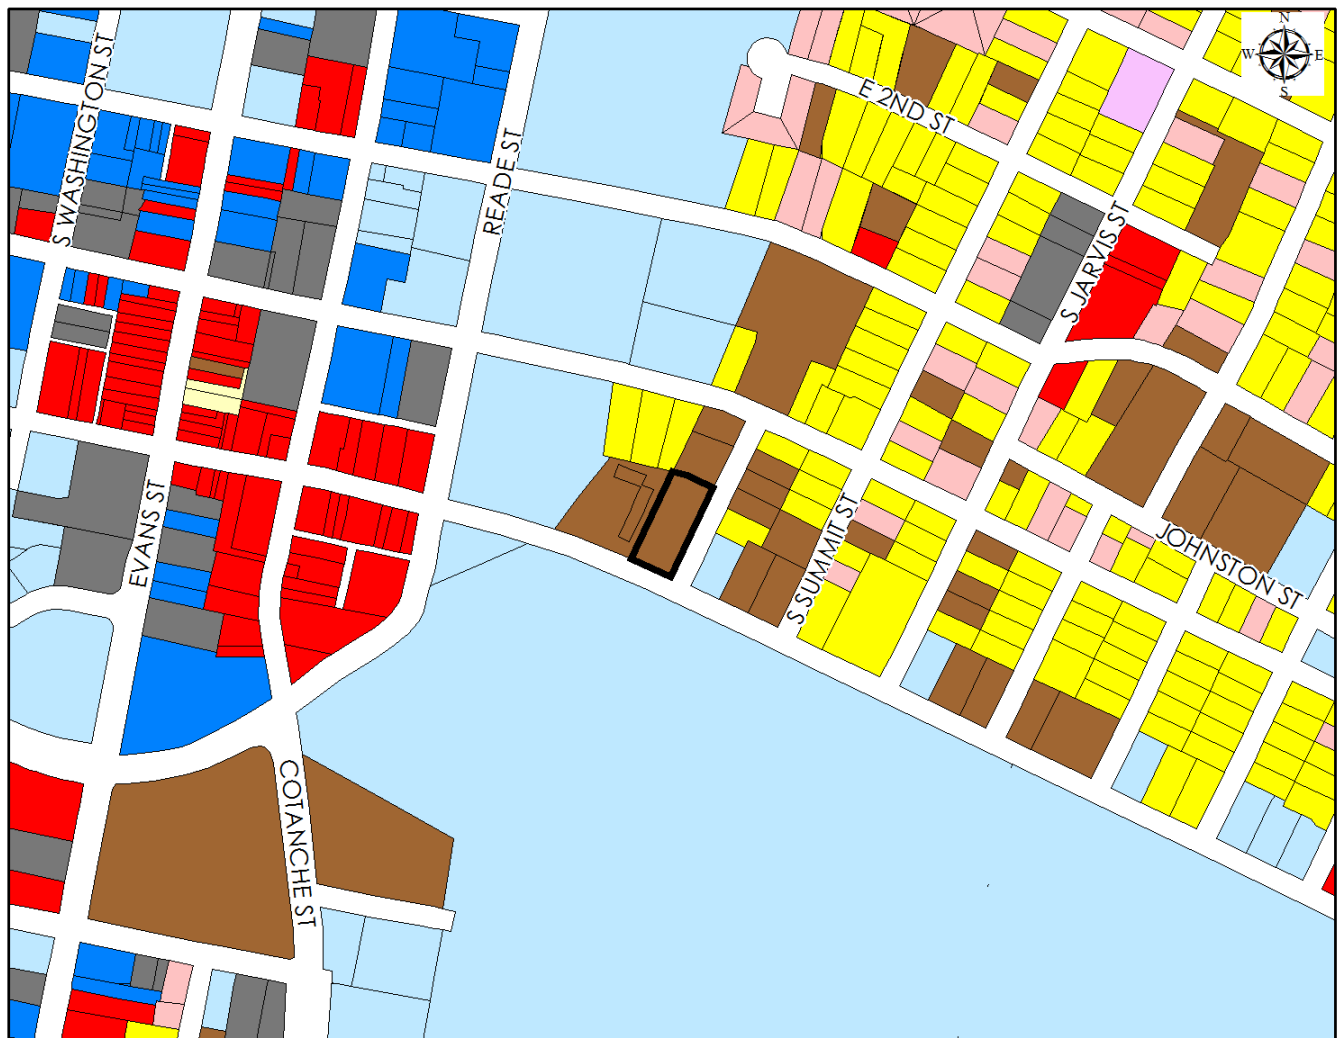 N
W E
S
S WASHINGTON ST
E 2ND ST
READE ST
S JARVIS ST
EVANS ST
S SUMMIT ST
JOHNSTON ST
COTANCHE ST